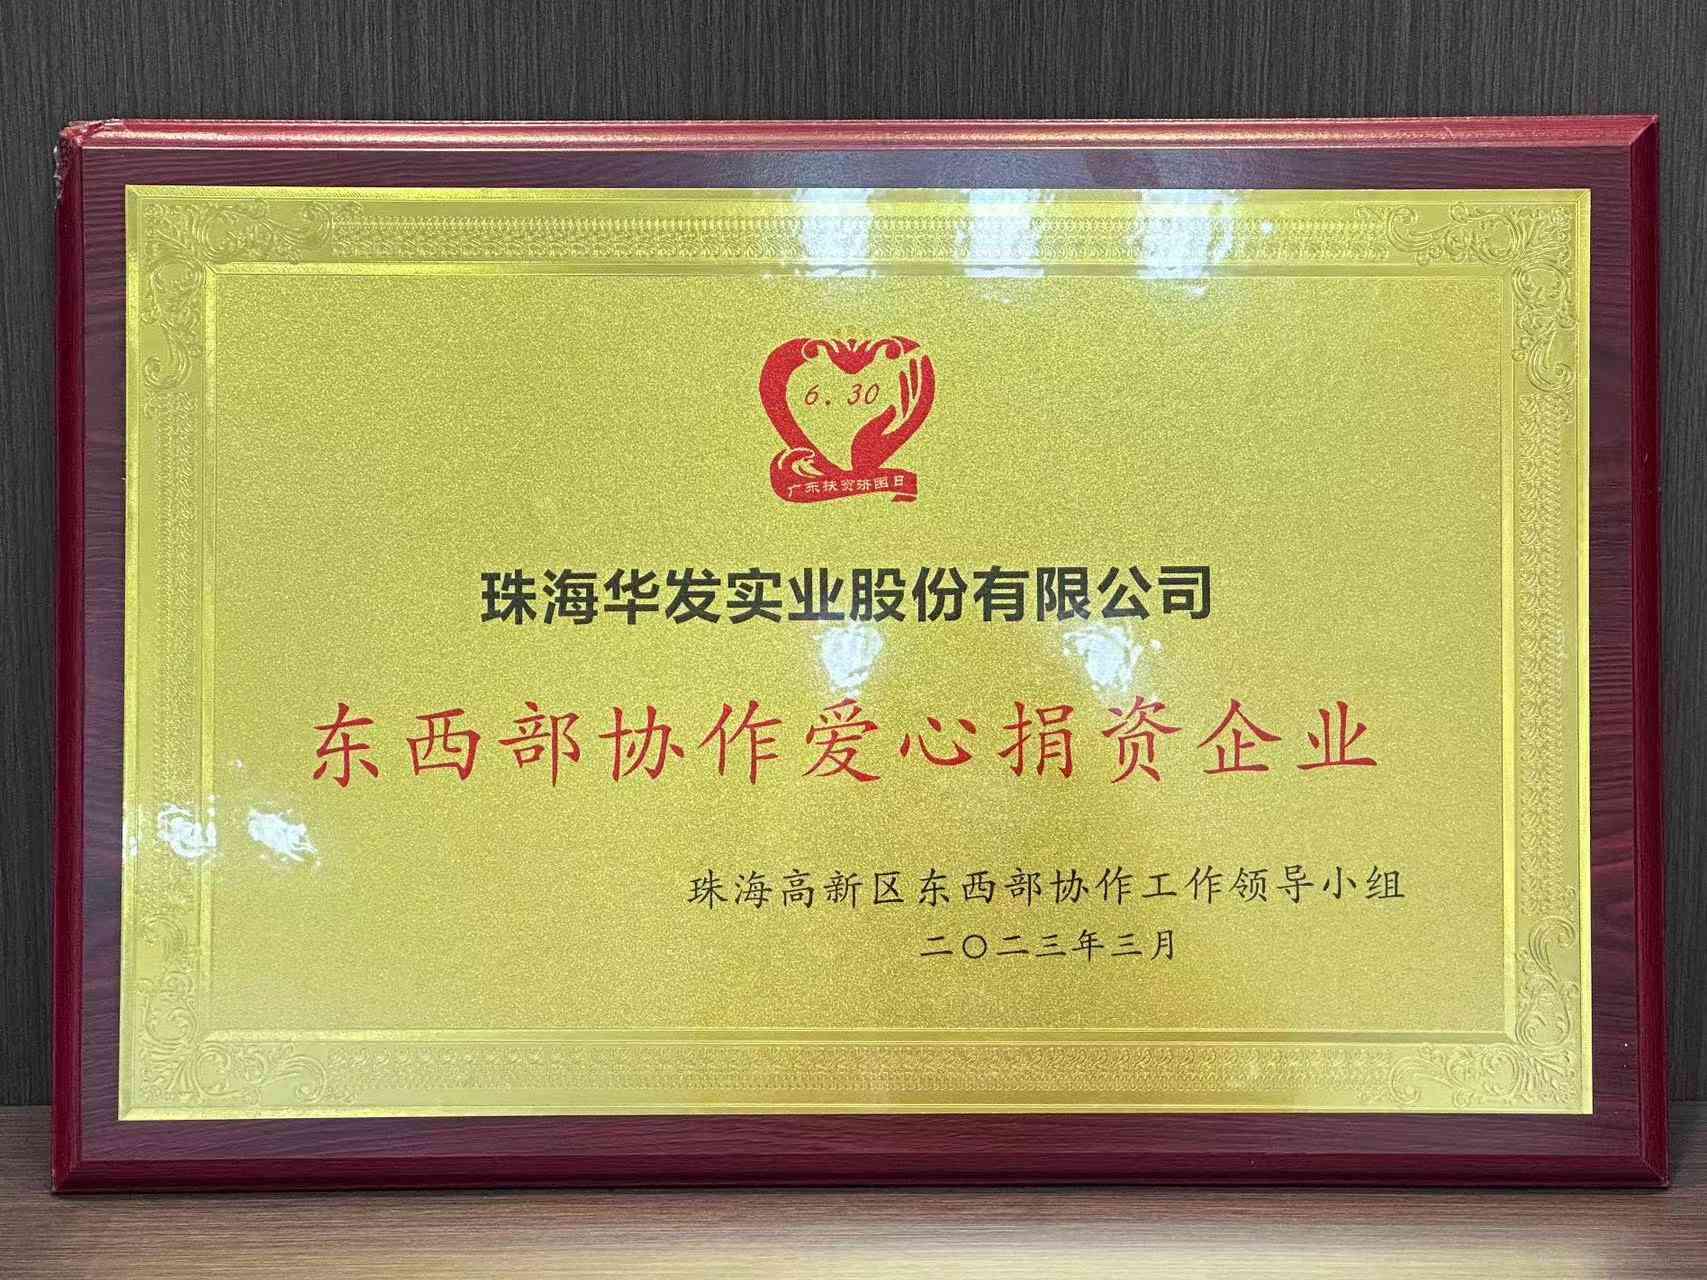 6.30
广东扶贫济困日
珠海华发实业股份有限公司
东西部协作爱心捐资企业
珠海高新区东西部协作工作领导小组
二〇二三年三月